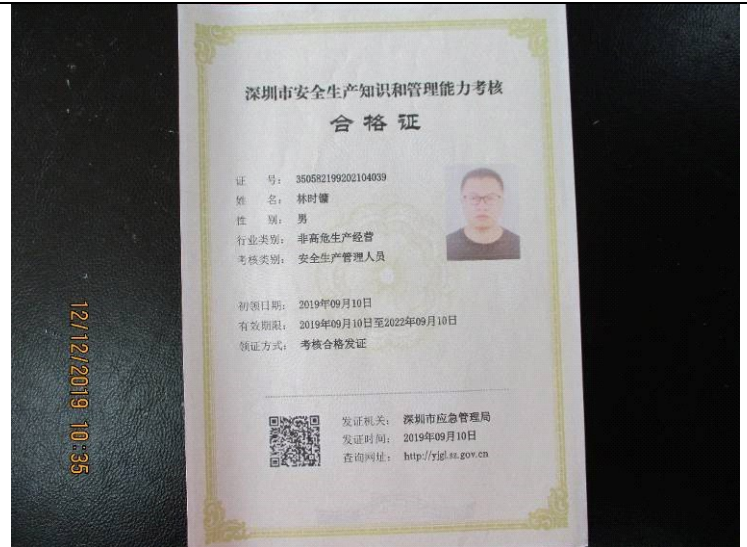 深圳市安全生产知识和管理能力考核
合格证
证 号： 350582199202104039
姓 名： 林时镛
性 别： 男
行业类别： 非高危生产经营
考核类别： 安全生产管理人员
初领日期： 2019年09月10日
有效期限： 2019年09月10日至2022年09月10日
领证方式： 考核合格发证
发证机关： 深圳市应急管理局
发证时间： 2019年09月10日
查询网址： http://yjgl.sz.gov.cn
12/12/2019 10:35